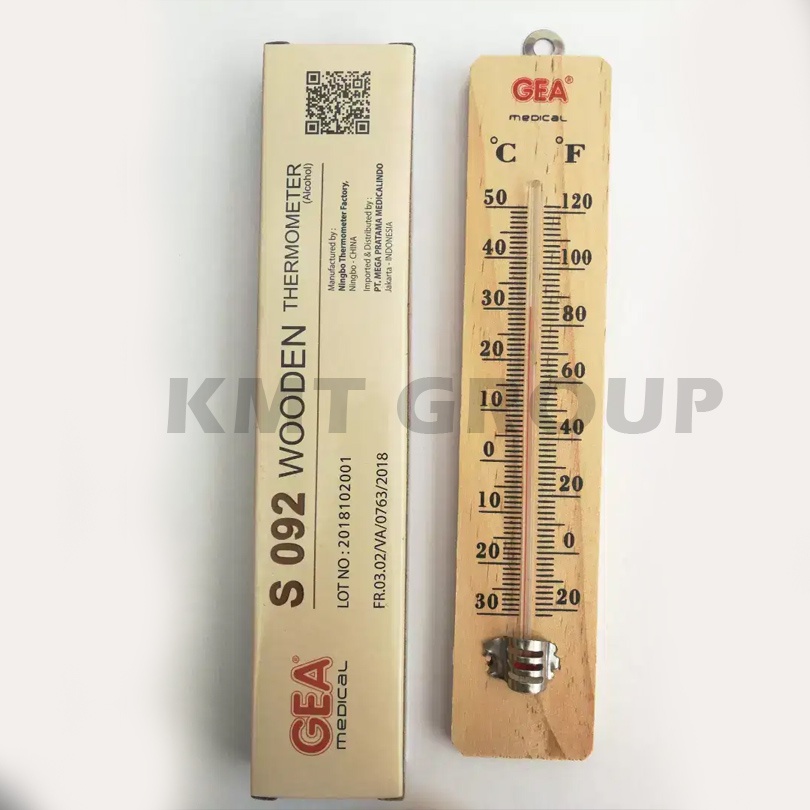 S 092 WOODEN THERMOMETER
(Alcohol)
LOT NO : 2018102001
FR.03.02/VA/0763/2018
Manufactured by :
Ningbo Thermometer Factory,
Ningbo - CHINA
Imported & Distributed by :
PT. MEGA PRATAMA MEDICALINDO
Jakarta - INDONESIA
GEA®
medical
GEA®
medical
°C °F
50 120
40 100
30 80
20 60
10 40
0 20
10 0
20 20
30
KMT GROUP